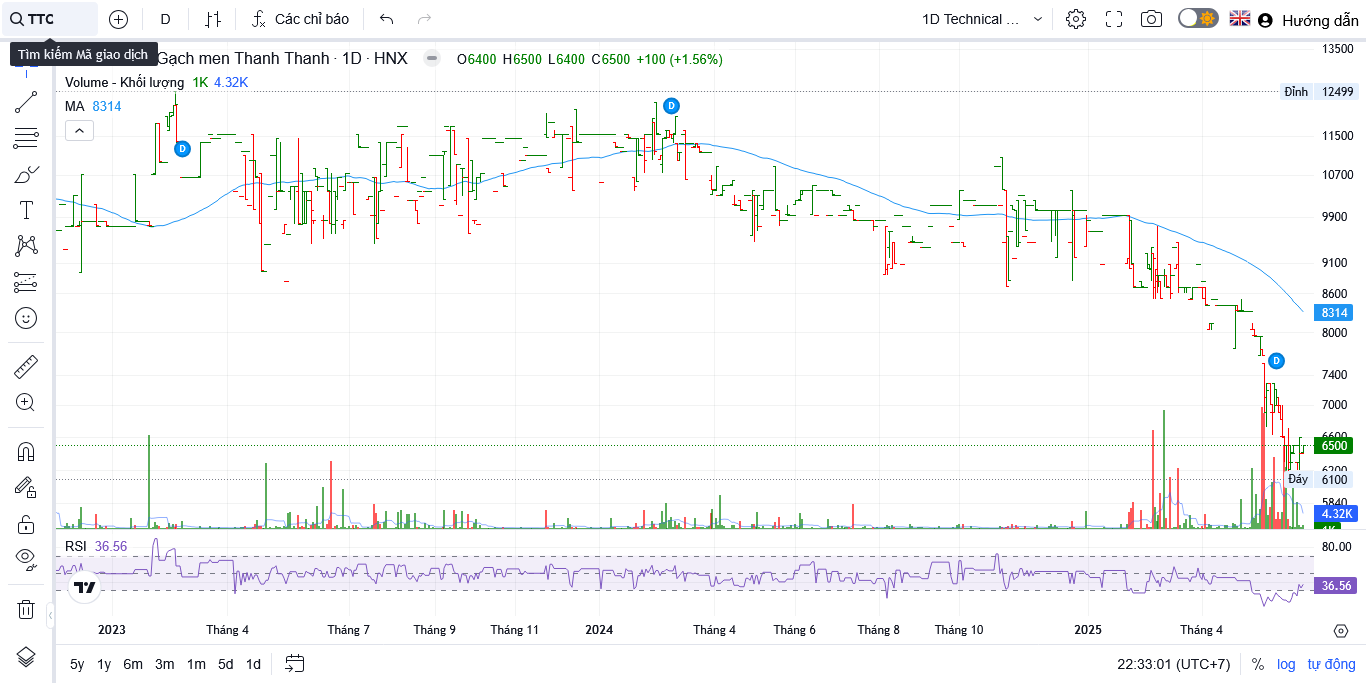 TTC D Các chỉ báo 1D Technical ... Hướng dẫn
Tìm kiếm Mã giao dịch
Gạch men Thanh Thanh · 1D · HNX O6400 H6500 L6400 C6500 +100 (+1.56%)
Volume - Khối lượng 1K 4.32K
MA 8314
13500
Đỉnh 12499
11500
10700
9900
9100
8600
8314
8000
7400
7000
6600
6500
6200
Đáy 6100
5840
4.32K
1K
D
D
D
RSI 36.56
80.00
36.56
2023 Tháng 4 Tháng 7 Tháng 9 Tháng 11 2024 Tháng 4 Tháng 6 Tháng 8 Tháng 10 2025 Tháng 4
5y 1y 6m 3m 1m 5d 1d 22:33:01 (UTC+7) % log tự động